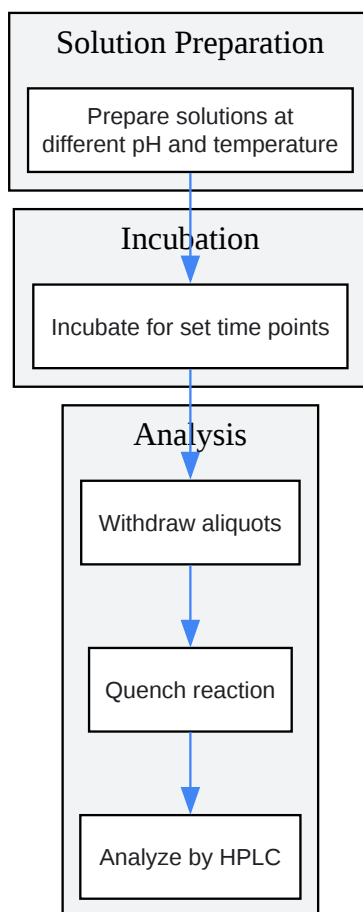 Solution Preparation
Prepare solutions at
different pH and temperature
Incubation
Incubate for set time points
Analysis
Withdraw aliquots
Quench reaction
Analyze by HPLC